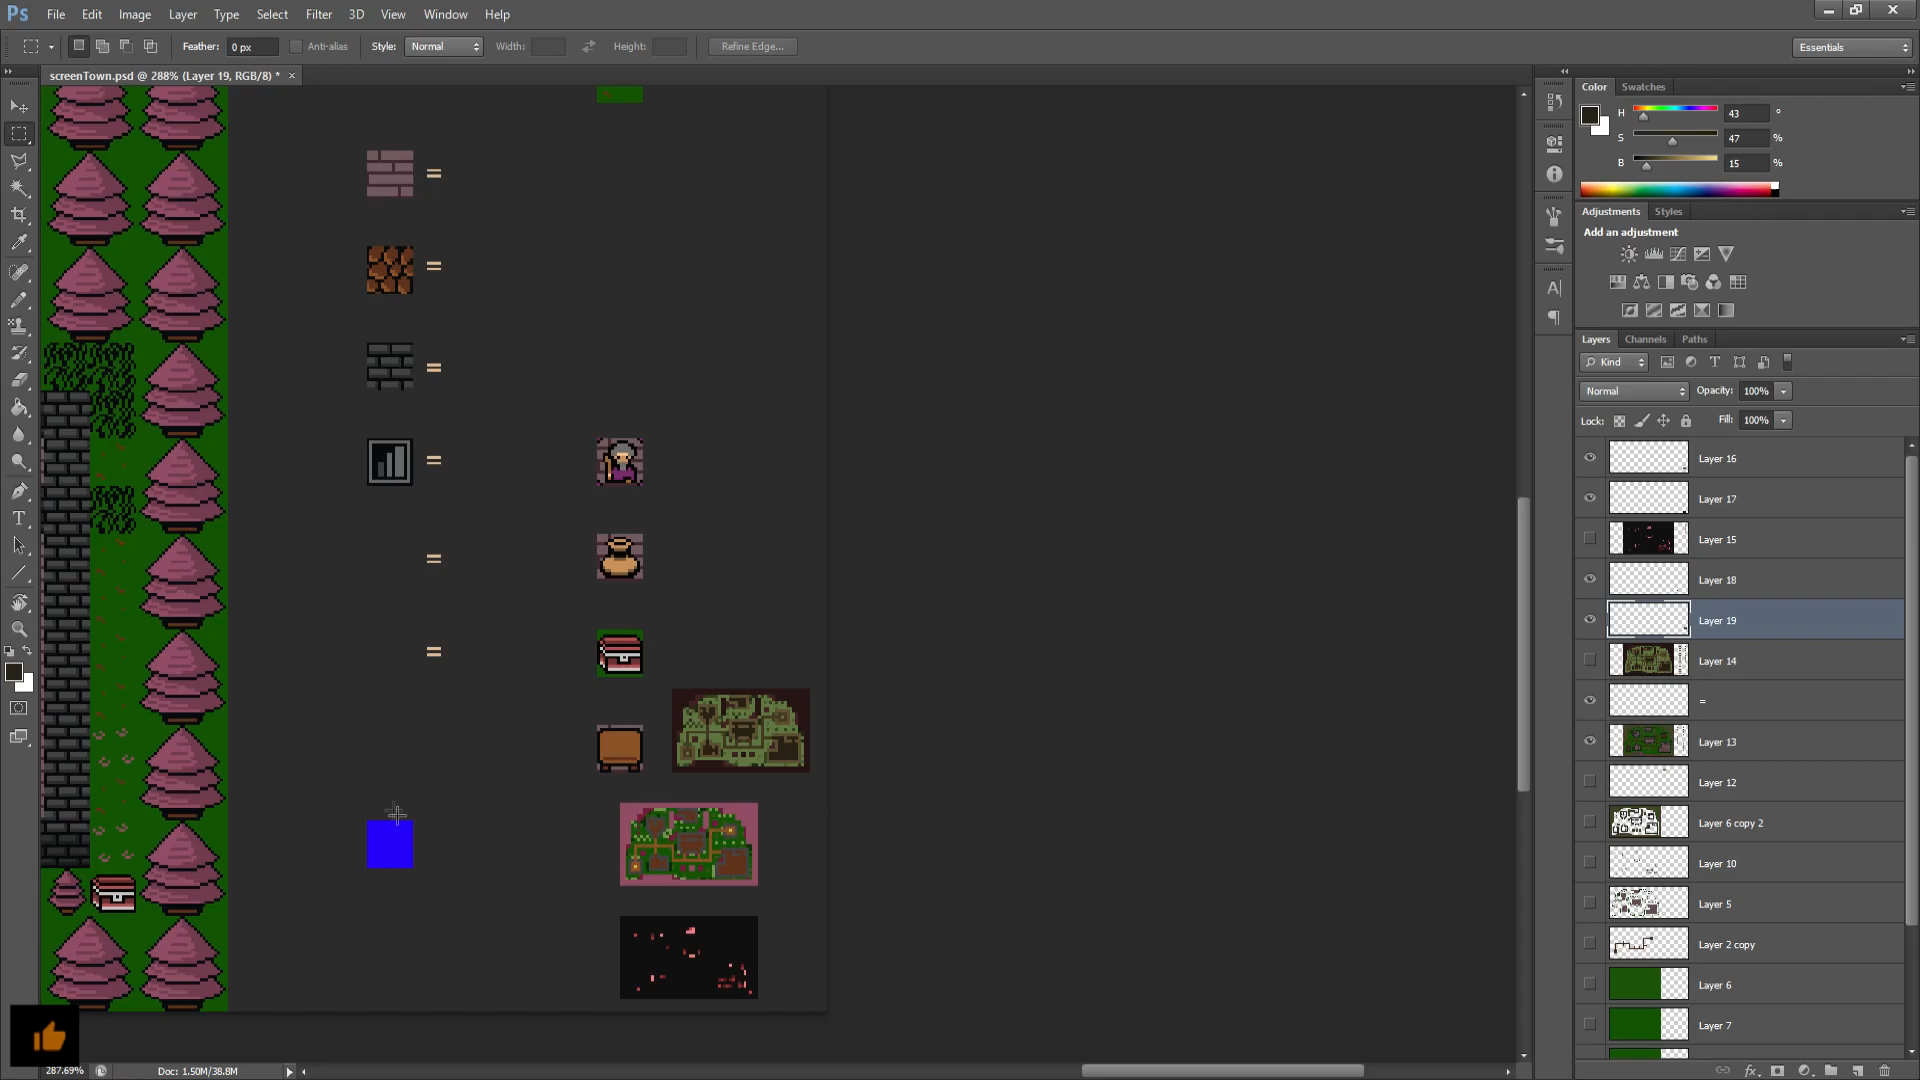 Ps File Edit Image Layer Type Select Filter 3D View Window Help
Feather: 0 px Anti-alias Style: Normal Width: Height: Refine Edge... Essentials
screenTown.psd @ 288% (Layer 19, RGB/8) * ×
Color Swatches
H 43 °
S 47 %
B 15 %
Adjustments Styles
Add an adjustment
Layers Channels Paths
Kind
Normal Opacity: 100%
Lock: Fill: 100%
Layer 16
Layer 17
Layer 15
Layer 18
Layer 19
Layer 14
=
Layer 13
Layer 12
Layer 6 copy 2
Layer 10
Layer 5
Layer 2 copy
Layer 6
Layer 7
=
=
=
=
=
=
287.69% Doc: 1.50M/38.8M